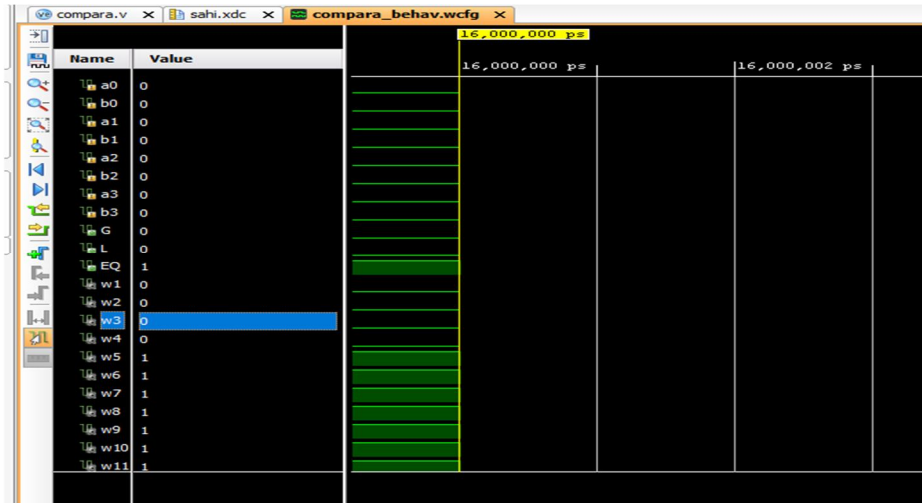 compara.v sahi.xdc compara_behav.wcfg
16,000,000 ps
Name Value
16,000,000 ps 16,000,002 ps
a0 0
b0 0
a1 0
b1 0
a2 0
b2 0
a3 0
b3 0
G 0
L 0
EQ 1
w1 0
w2 0
w3 0
w4 0
w5 1
w6 1
w7 1
w8 1
w9 1
w10 1
w11 1